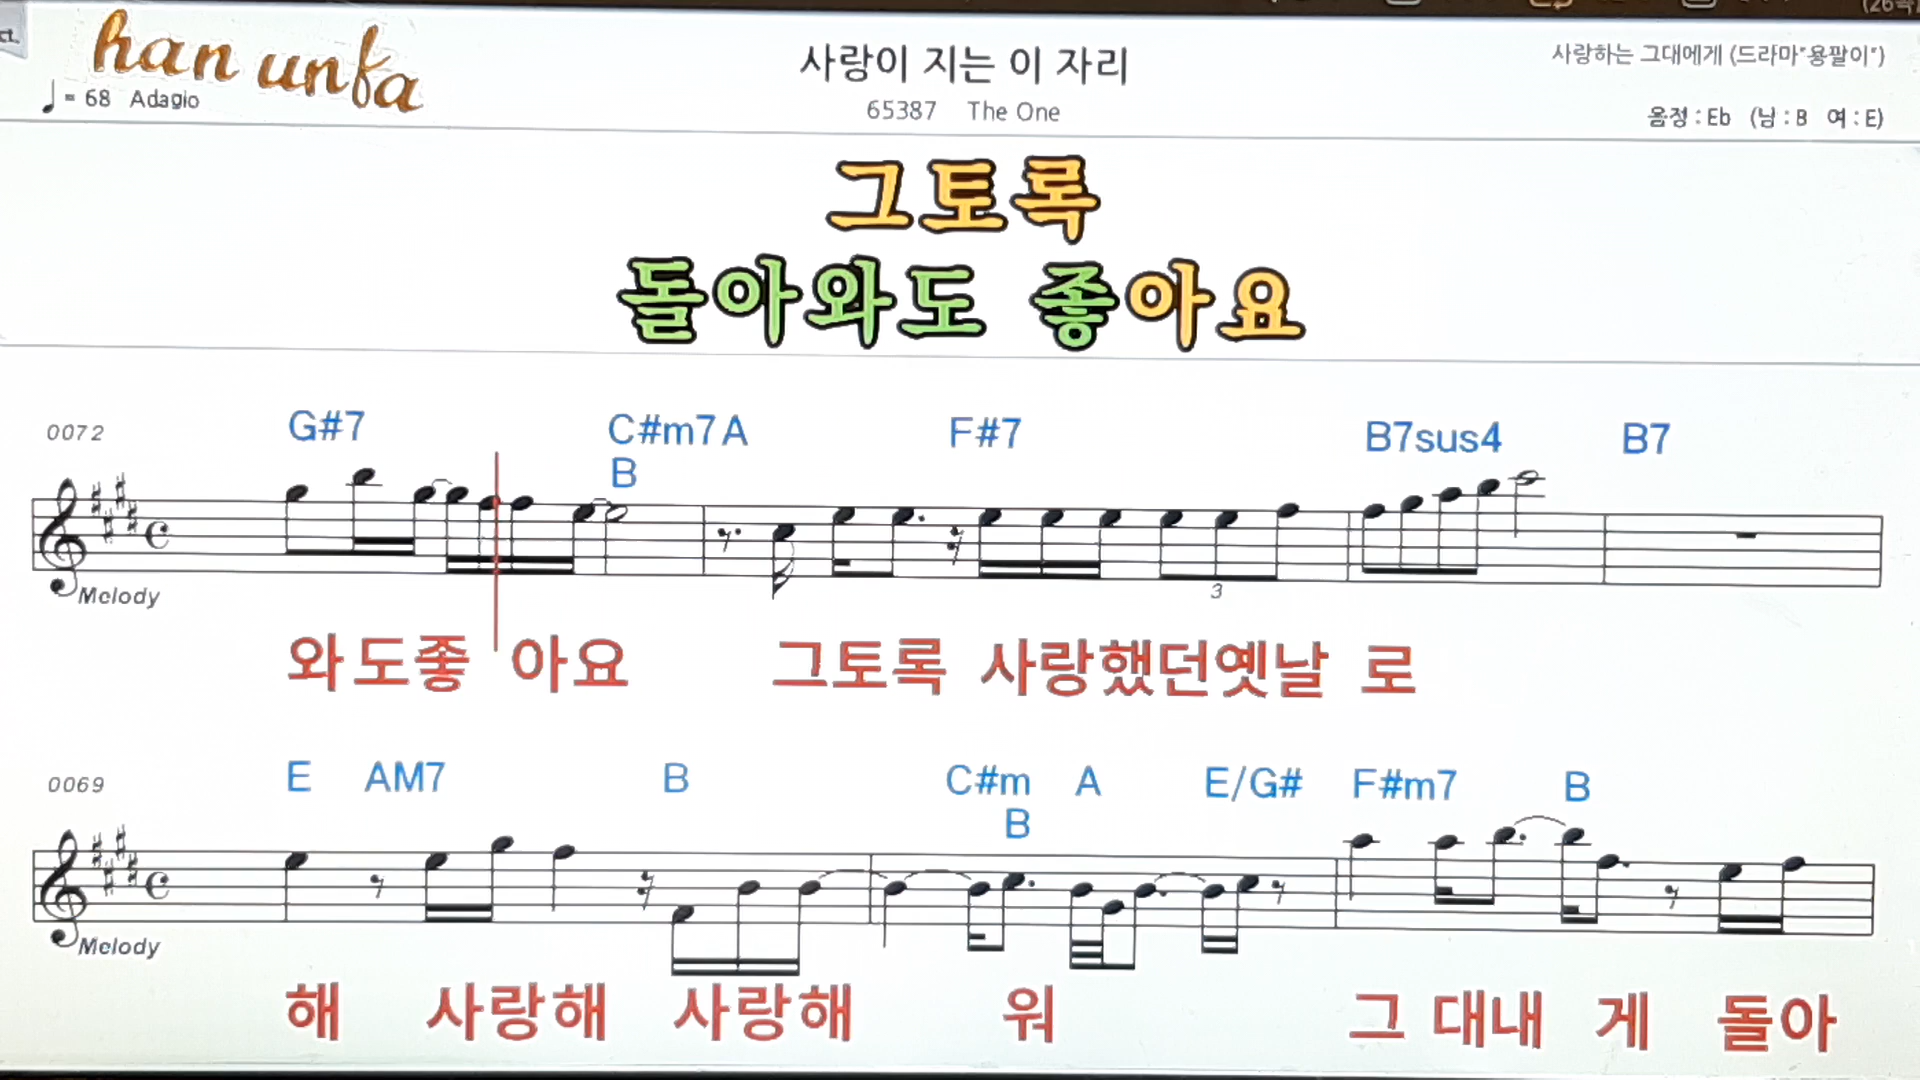 han unfa
사랑이 지는 이 자리
사랑하는 그대에게 (드라마"용팔이")
♩= 68 Adagio
65387 The One
음정 : Eb (남 : B 여 : E)
그토록
돌아와도 좋아요
0072
G#7 C#m7 A F#7 B7sus4 B7
B
3
Melody
와도좋 아요 그토록 사랑했던옛날 로
0069
E AM7 B C#m A E/G# F#m7 B
B
Melody
해 사랑해 사랑해 워 그 대내 게 돌아